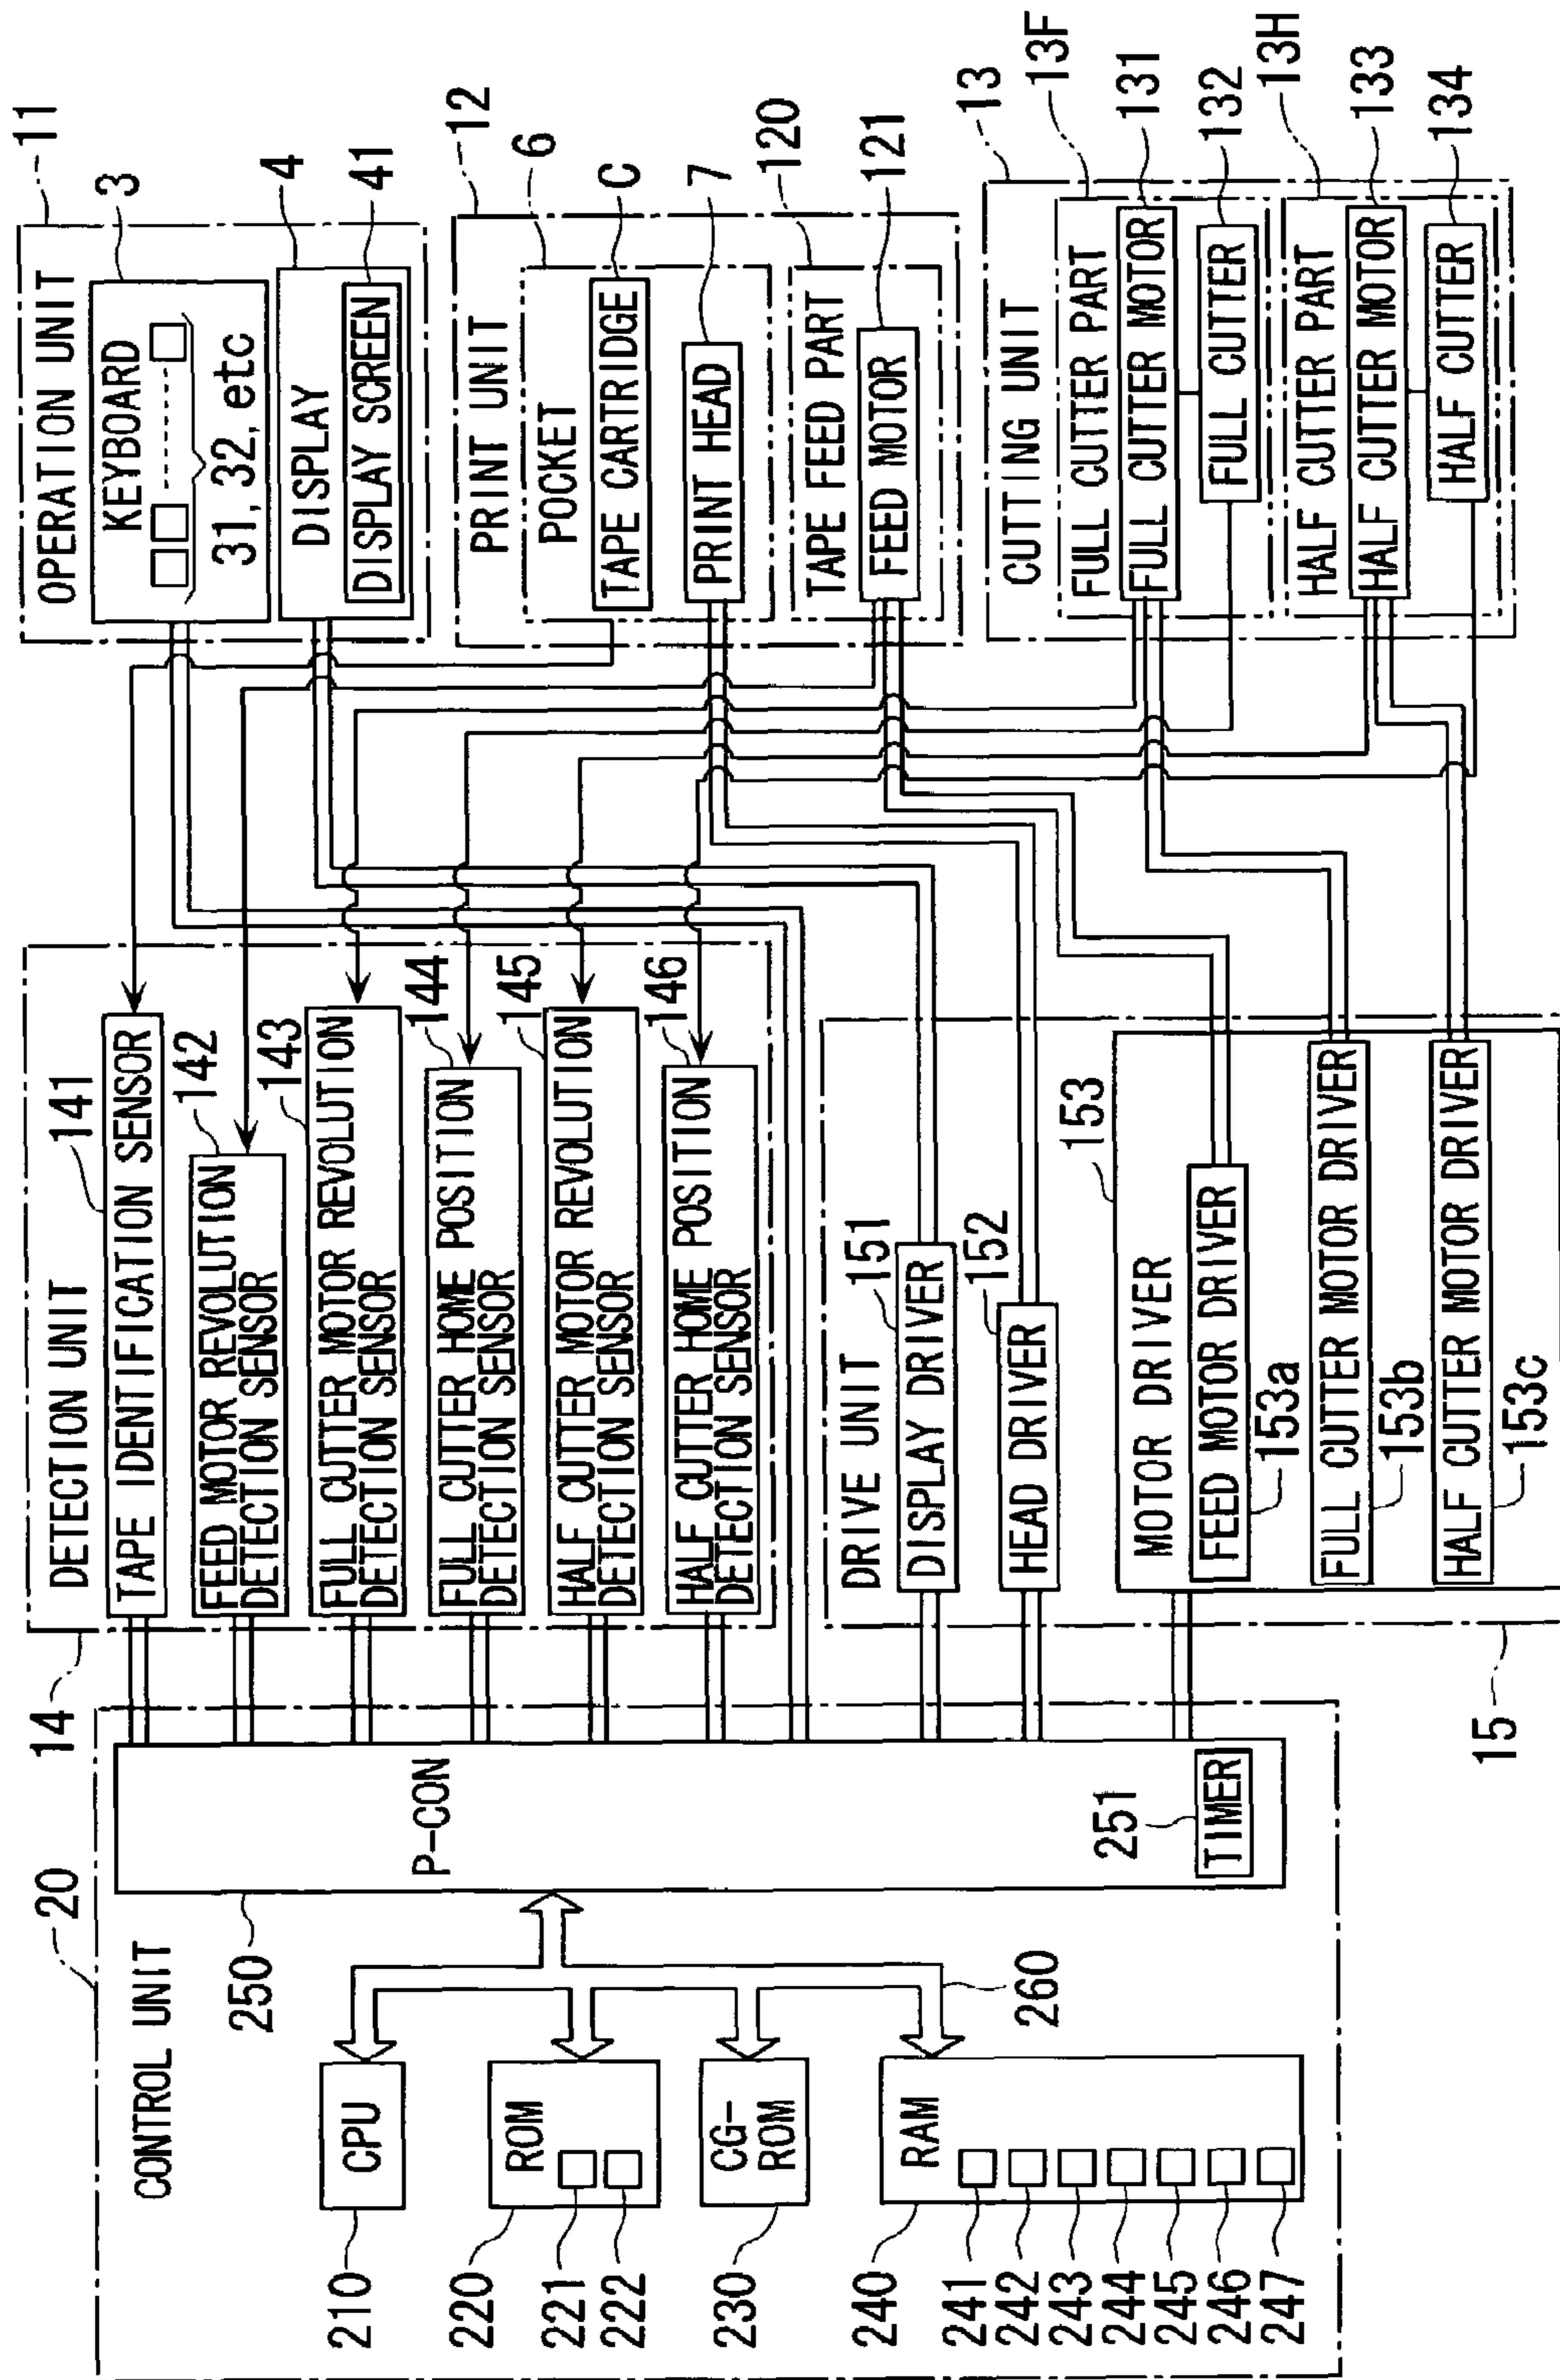 11
OPERATION UNIT
3
KEYBOARD
31, 32, etc
4
DISPLAY
41
DISPLAY SCREEN
12
PRINT UNIT
6
POCKET
C
TAPE CARTRIDGE
7
PRINT HEAD
120
TAPE FEED PART
121
FEED MOTOR
13
CUTTING UNIT
13F
FULL CUTTER PART
131
FULL CUTTER MOTOR
132
FULL CUTTER
13H
HALF CUTTER PART
133
HALF CUTTER MOTOR
134
HALF CUTTER
14
DETECTION UNIT
141
TAPE IDENTIFICATION SENSOR
142
FEED MOTOR REVOLUTION
DETECTION SENSOR
143
FULL CUTTER MOTOR REVOLUTION
DETECTION SENSOR
144
FULL CUTTER HOME POSITION
DETECTION SENSOR
145
HALF CUTTER MOTOR REVOLUTION
DETECTION SENSOR
146
HALF CUTTER HOME POSITION
DETECTION SENSOR
15
DRIVE UNIT
151
DISPLAY DRIVER
152
HEAD DRIVER
153
MOTOR DRIVER
FEED MOTOR DRIVER
153a
FULL CUTTER MOTOR DRIVER
153b
HALF CUTTER MOTOR DRIVER
153c
20
CONTROL UNIT
250
P-CON
251
TIMER
260
CPU
210
ROM
220
221
222
CG-
ROM
230
RAM
240
241
242
243
244
245
246
247